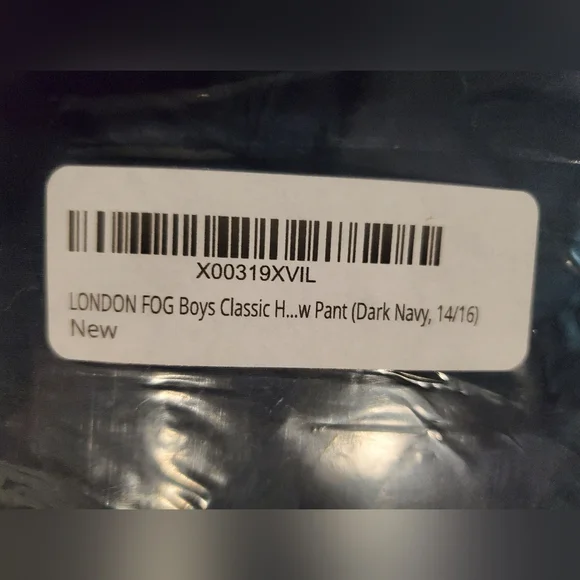 X00319XVIL
LONDON FOG Boys Classic H...w Pant (Dark Navy, 14/16)
New